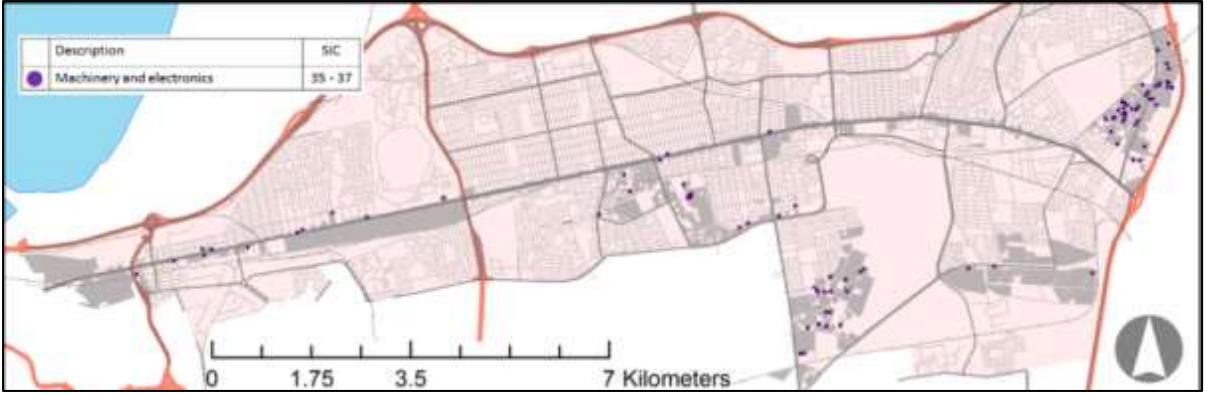 Description SIC
Machinery and electronics 35 - 37
0 1.75 3.5 7 Kilometers